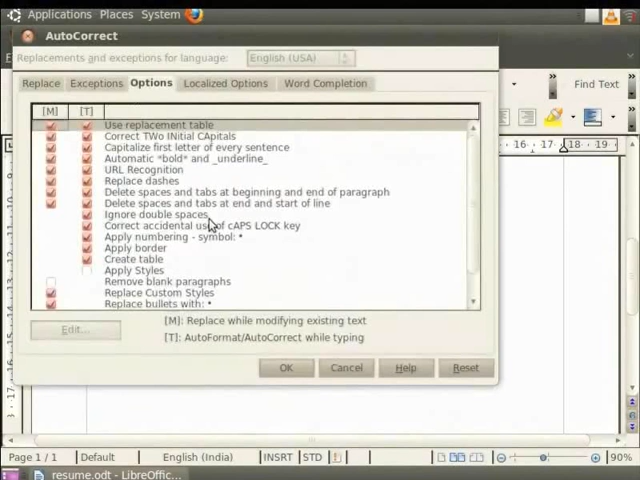 Applications Places System
AutoCorrect
Replacements and exceptions for language: English (USA)
Replace Exceptions Options Localized Options Word Completion
Find Text
[M] [T]
Use replacement table
Correct TWo INitial CApitals
Capitalize first letter of every sentence
Automatic *bold* and _underline_
URL Recognition
Replace dashes
Delete spaces and tabs at beginning and end of paragraph
Delete spaces and tabs at end and start of line
Ignore double spaces
Correct accidental use of cAPS LOCK key
Apply numbering - symbol: •
Apply border
Create table
Apply Styles
Remove blank paragraphs
Replace Custom Styles
Replace bullets with: •
16 18 19
Edit...
[M]: Replace while modifying existing text
[T]: AutoFormat/AutoCorrect while typing
OK Cancel Help Reset
Page 1 / 1 Default English (India) INSRT STD 90%
resume.odt - LibreOffic...